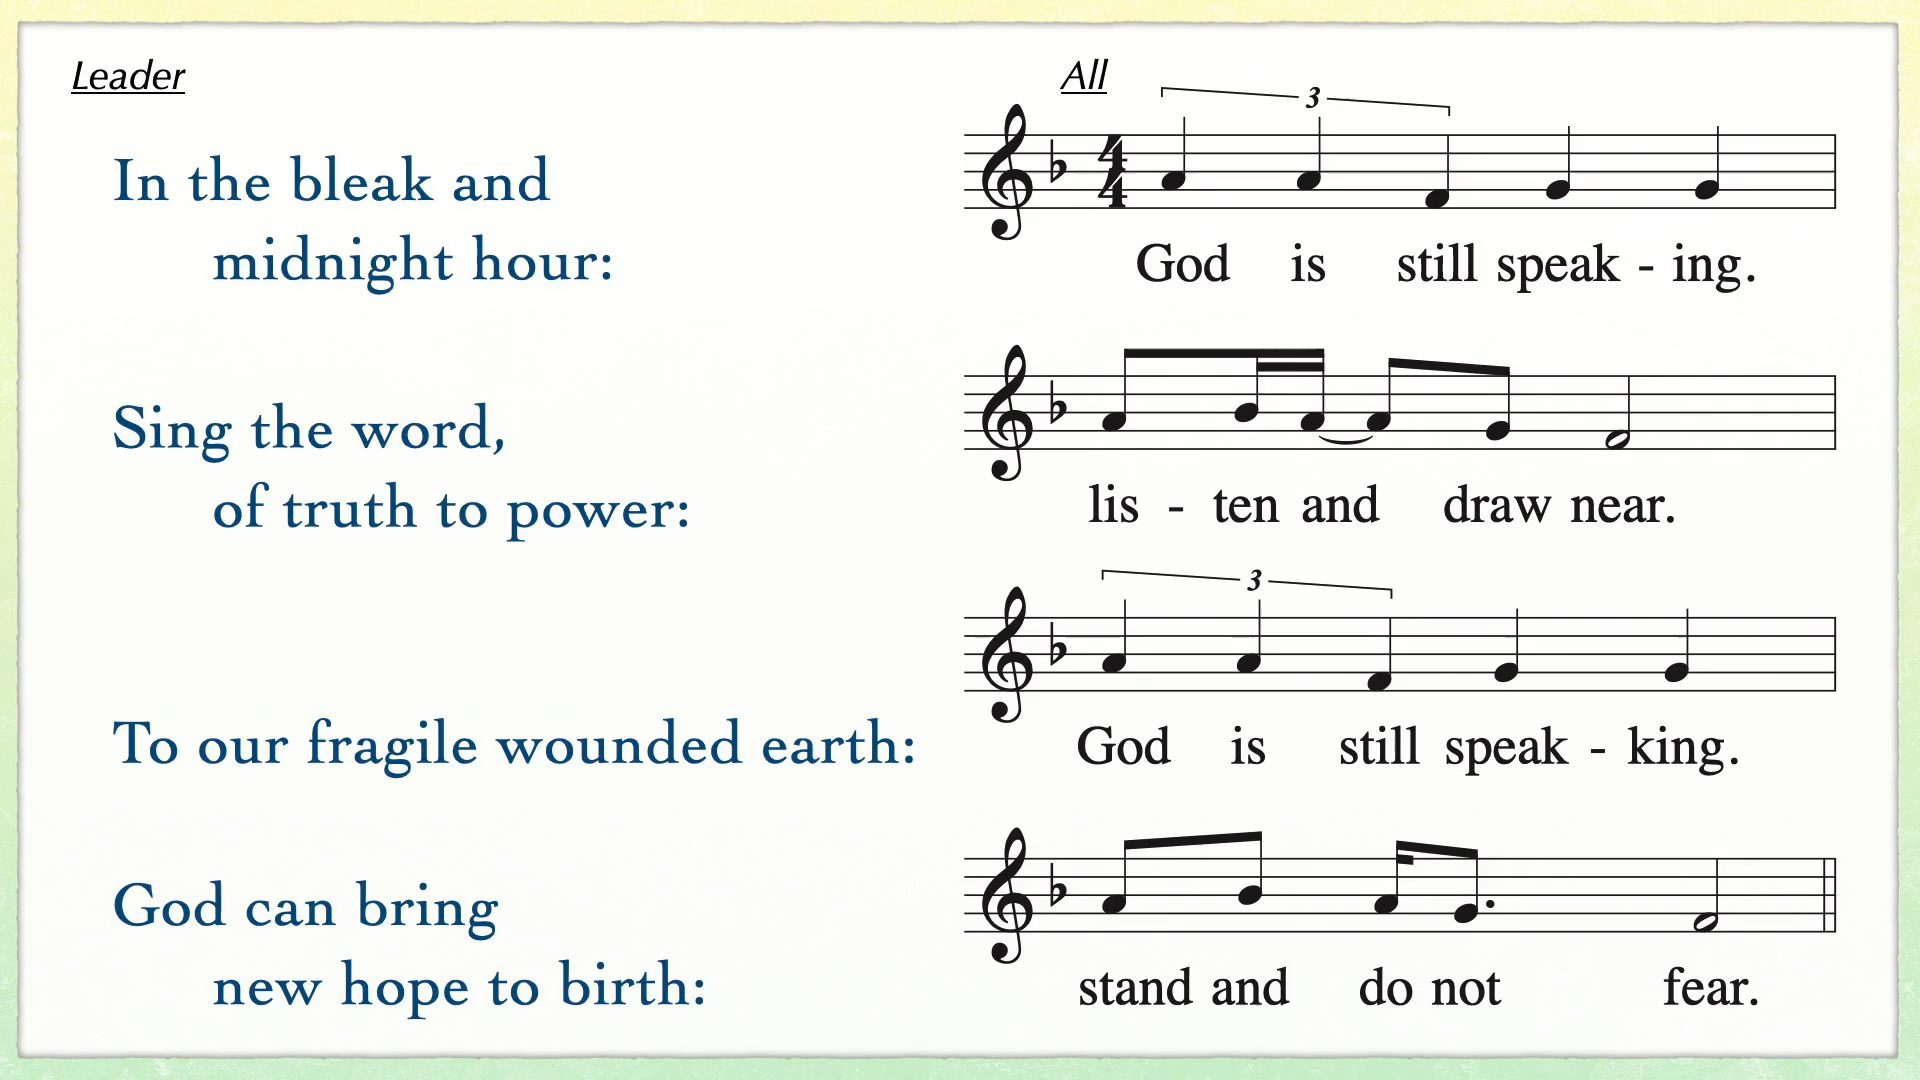 Leader
All
3
In the bleak and
midnight hour:
God is still speak - ing.
Sing the word,
of truth to power:
lis - ten and draw near.
3
To our fragile wounded earth:
God is still speak - king.
God can bring
new hope to birth:
stand and do not fear.